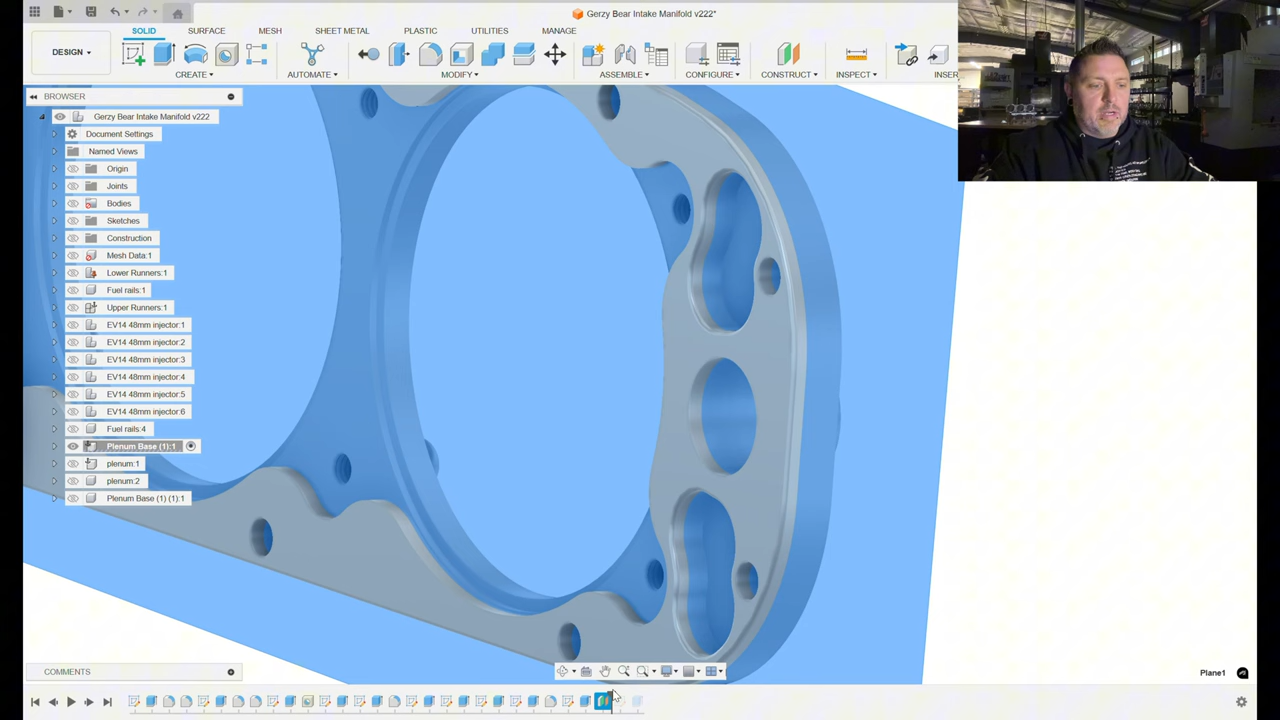 Gerzy Bear Intake Manifold v222*
SOLID SURFACE MESH SHEET METAL PLASTIC UTILITIES MANAGE
DESIGN
CREATE AUTOMATE MODIFY ASSEMBLE CONFIGURE CONSTRUCT INSPECT INSER
BROWSER
Gerzy Bear Intake Manifold v222
Document Settings
Named Views
Origin
Joints
Bodies
Sketches
Construction
Mesh Data:1
Lower Runners:1
Fuel rails:1
Upper Runners:1
EV14 48mm injector:1
EV14 48mm injector:2
EV14 48mm injector:3
EV14 48mm injector:4
EV14 48mm injector:5
EV14 48mm injector:6
Fuel rails:4
Plenum Base (1):1
plenum:1
plenum:2
Plenum Base (1) (1):1
COMMENTS
Plane1